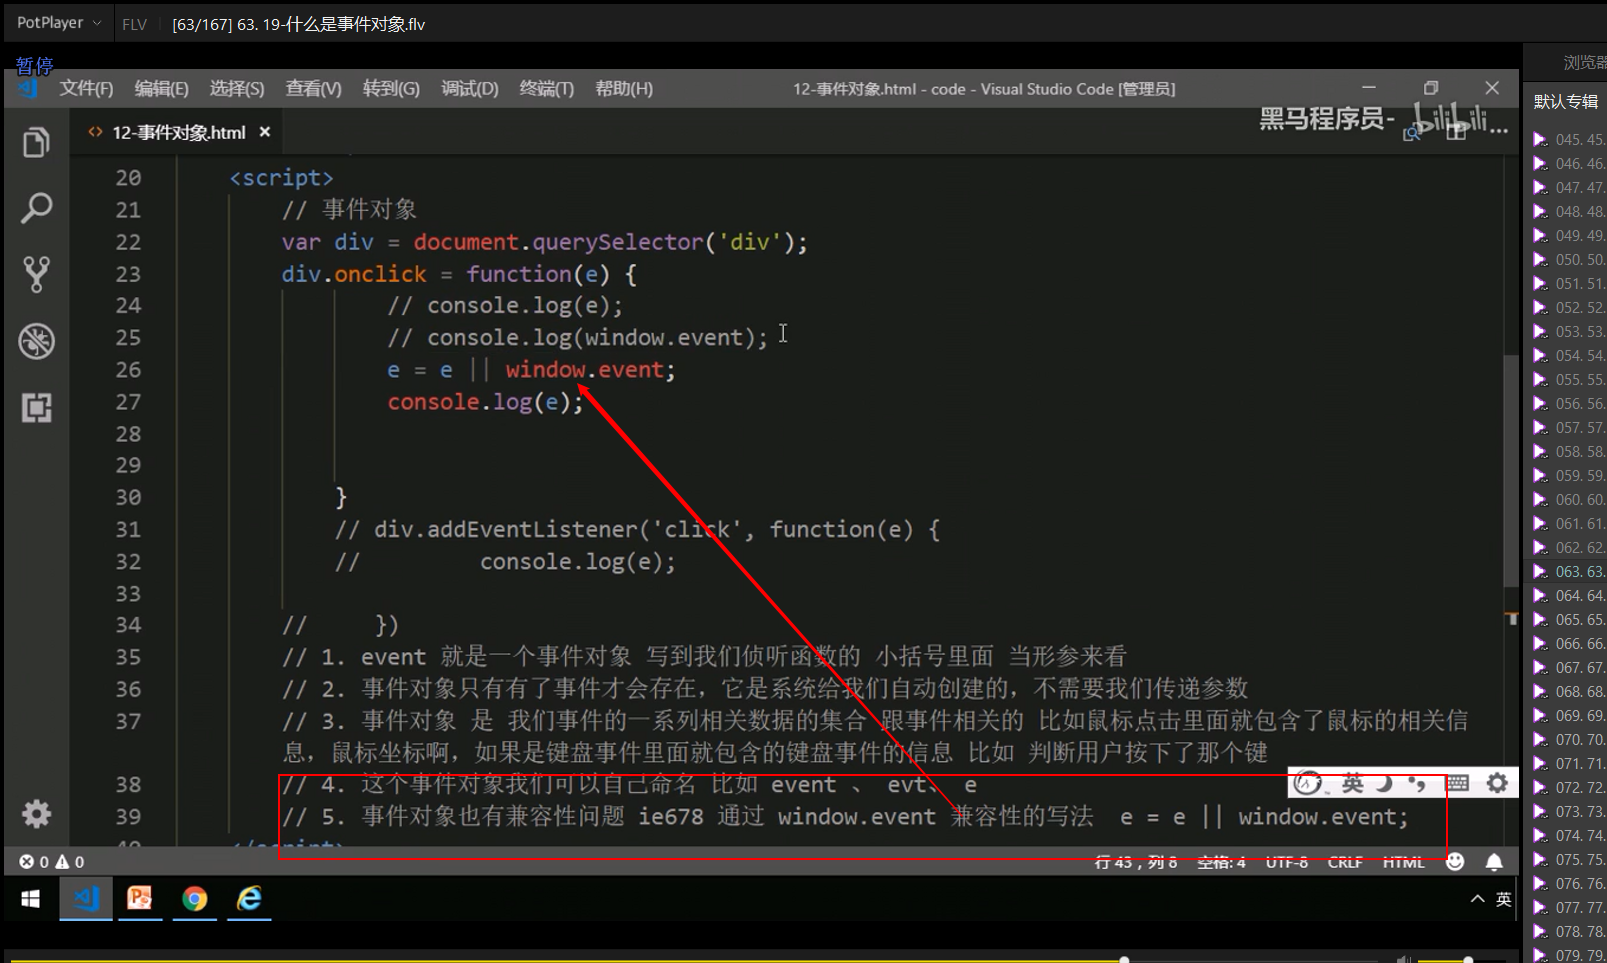 PotPlayer FLV [63/167] 63. 19-什么是事件对象.flv
暂停
浏览器
文件(F) 编辑(E) 选择(S) 查看(V) 转到(G) 调试(D) 终端(T) 帮助(H) 12-事件对象.html - code - Visual Studio Code [管理员]
默认专辑
12-事件对象.html
黑马程序员- bilibili
20 <script>
21 // 事件对象
22 var div = document.querySelector('div');
23 div.onclick = function(e) {
24 // console.log(e);
25 // console.log(window.event);
26 e = e || window.event;
27 console.log(e);
28
29
30 }
31 // div.addEventListener('click', function(e) {
32 // console.log(e);
33
34 // })
35 // 1. event 就是一个事件对象 写到我们侦听函数的 小括号里面 当形参来看
36 // 2. 事件对象只有有了事件才会存在，它是系统给我们自动创建的，不需要我们传递参数
37 // 3. 事件对象 是 我们事件的一系列相关数据的集合 跟事件相关的 比如鼠标点击里面就包含了鼠标的相关信
息，鼠标坐标啊，如果是键盘事件里面就包含的键盘事件的信息 比如 判断用户按下了那个键
38 // 4. 这个事件对象我们可以自己命名 比如 event 、 evt、 e
39 // 5. 事件对象也有兼容性问题 ie678 通过 window.event 兼容性的写法 e = e || window.event;
英
0 0 行 43，列 8 空格: 4 UTF-8 CRLF HTML
英
045. 45.
046. 46.
047. 47.
048. 48.
049. 49.
050. 50.
051. 51.
052. 52.
053. 53.
054. 54.
055. 55.
056. 56.
057. 57.
058. 58.
059. 59.
060. 60.
061. 61.
062. 62.
063. 63.
064. 64.
065. 65.
066. 66.
067. 67.
068. 68.
069. 69.
070. 70.
071. 71.
072. 72.
073. 73.
074. 74.
075. 75.
076. 76.
077. 77.
078. 78.
079. 79.